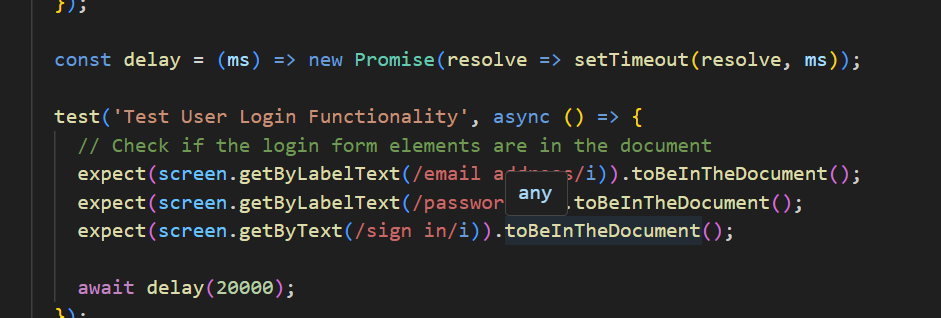 });
const delay = (ms) => new Promise(resolve => setTimeout(resolve, ms));
test('Test User Login Functionality', async () => {
// Check if the login form elements are in the document
expect(screen.getByLabelText(/email address/i)).toBeInTheDocument();
any
expect(screen.getByLabelText(/passwor .toBeInTheDocument();
expect(screen.getByText(/sign in/i)).toBeInTheDocument();
await delay(20000);
});